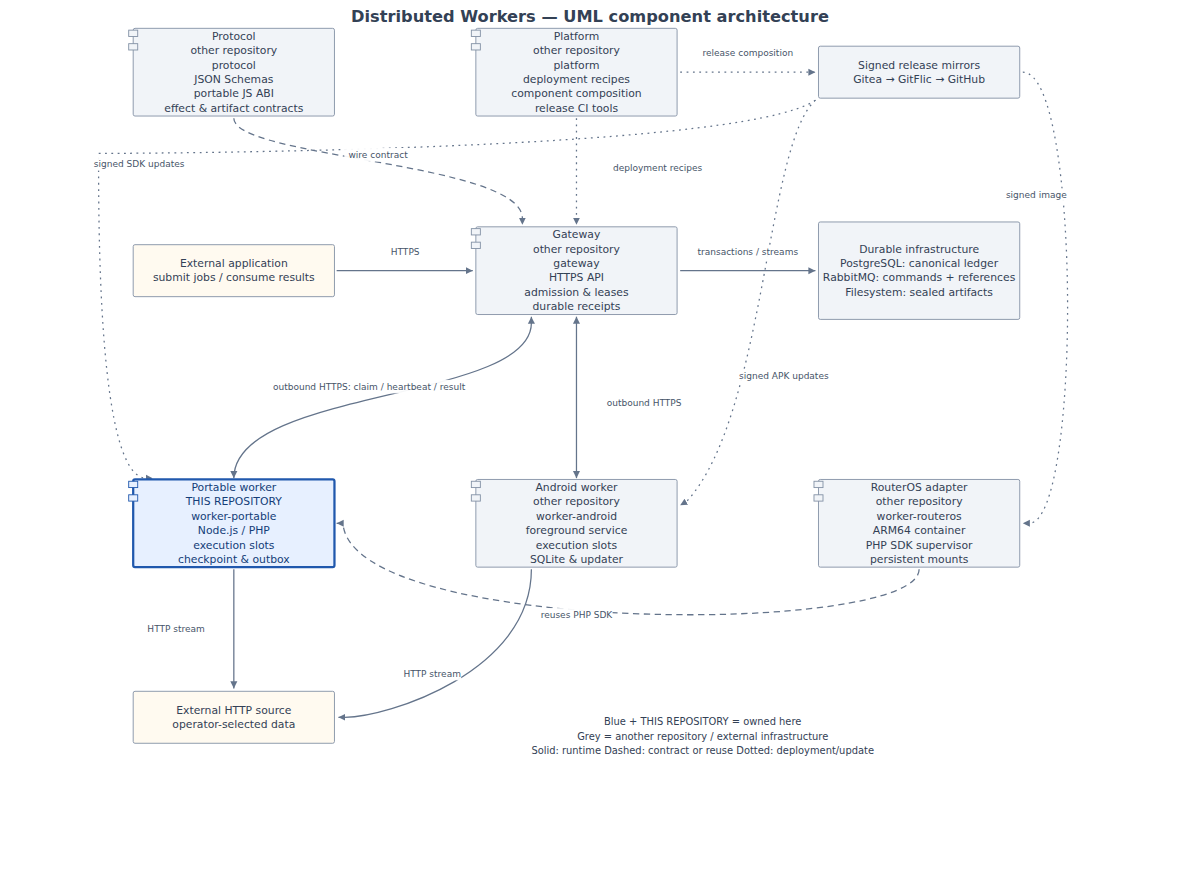 Distributed Workers — UML component architecture
Protocol
other repository
protocol
JSON Schemas
portable JS ABI
effect & artifact contracts
Platform
other repository
platform
deployment recipes
component composition
release CI tools
release composition
Signed release mirrors
Gitea → GitFlic → GitHub
signed SDK updates
wire contract
deployment recipes
signed image
External application
submit jobs / consume results
HTTPS
Gateway
other repository
gateway
HTTPS API
admission & leases
durable receipts
transactions / streams
Durable infrastructure
PostgreSQL: canonical ledger
RabbitMQ: commands + references
Filesystem: sealed artifacts
outbound HTTPS: claim / heartbeat / result
outbound HTTPS
signed APK updates
Portable worker
THIS REPOSITORY
worker-portable
Node.js / PHP
execution slots
checkpoint & outbox
Android worker
other repository
worker-android
foreground service
execution slots
SQLite & updater
RouterOS adapter
other repository
worker-routeros
ARM64 container
PHP SDK supervisor
persistent mounts
reuses PHP SDK
HTTP stream
HTTP stream
External HTTP source
operator-selected data
Blue + THIS REPOSITORY = owned here
Grey = another repository / external infrastructure
Solid: runtime Dashed: contract or reuse Dotted: deployment/update